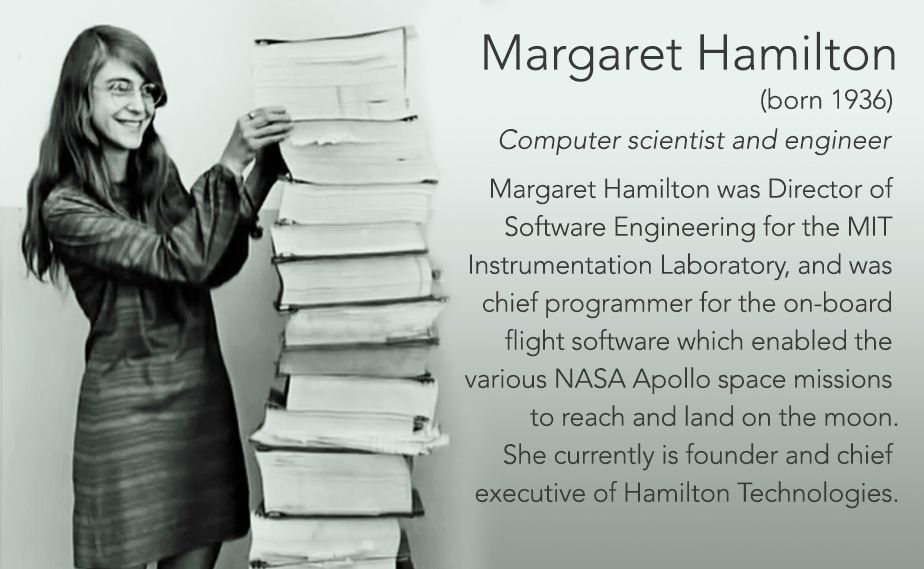 Margaret Hamilton
(born 1936)
Computer scientist and engineer
Margaret Hamilton was Director of
Software Engineering for the MIT
Instrumentation Laboratory, and was
chief programmer for the on-board
flight software which enabled the
various NASA Apollo space missions
to reach and land on the moon.
She currently is founder and chief
executive of Hamilton Technologies.